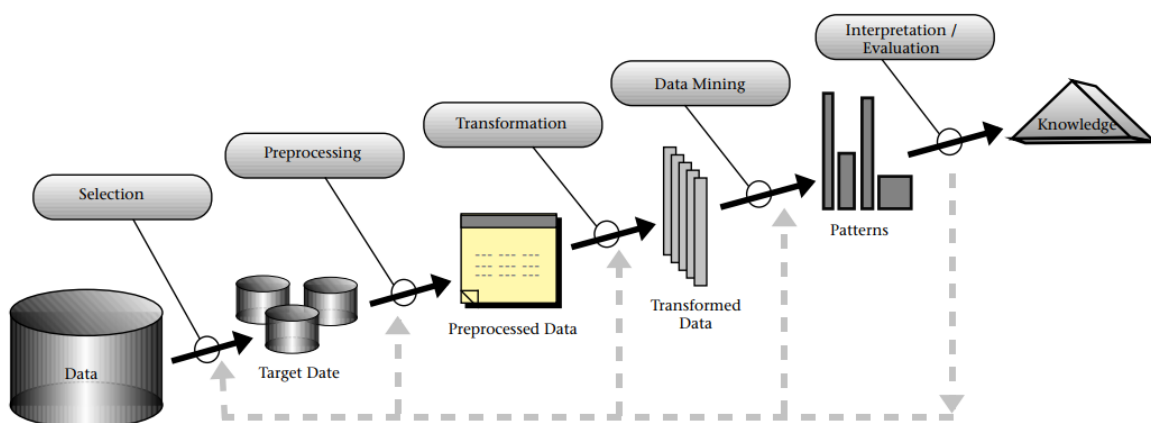 Interpretation /
Evaluation
Data Mining
Transformation
Preprocessing
Selection
Knowledge
Patterns
Transformed
Data
Preprocessed Data
Target Date
Data